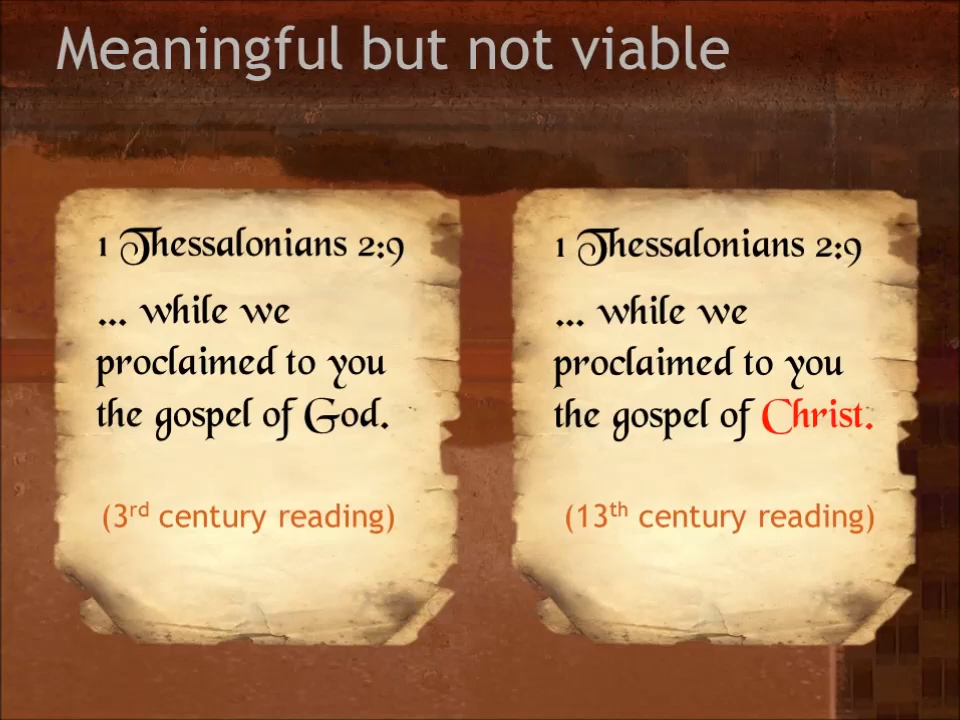 Meaningful but not viable
1 Thessalonians 2:9
... while we
proclaimed to you
the gospel of God.
(3rd century reading)
1 Thessalonians 2:9
... while we
proclaimed to you
the gospel of Christ.
(13th century reading)